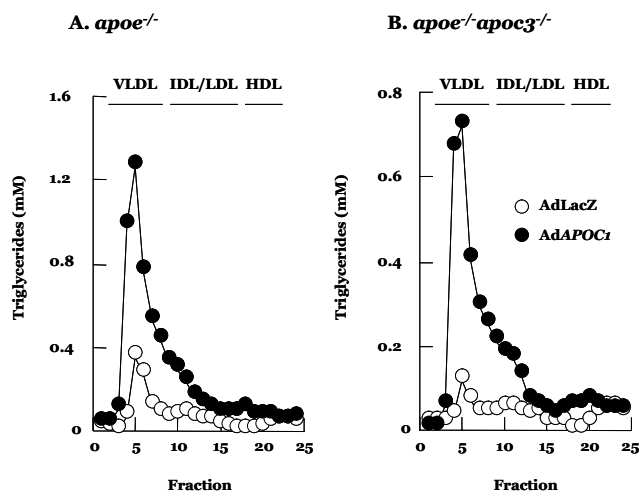 A. apoe-/-
B. apoe-/-apoc3-/-
VLDL IDL/LDL HDL
VLDL IDL/LDL HDL
1.6
1.2
0.8
0.4
0
0.8
0.6
0.4
0.2
0
Triglycerides (mM)
Triglycerides (mM)
AdLacZ
AdAPOC1
0 5 10 15 20 25
0 5 10 15 20 25
Fraction
Fraction